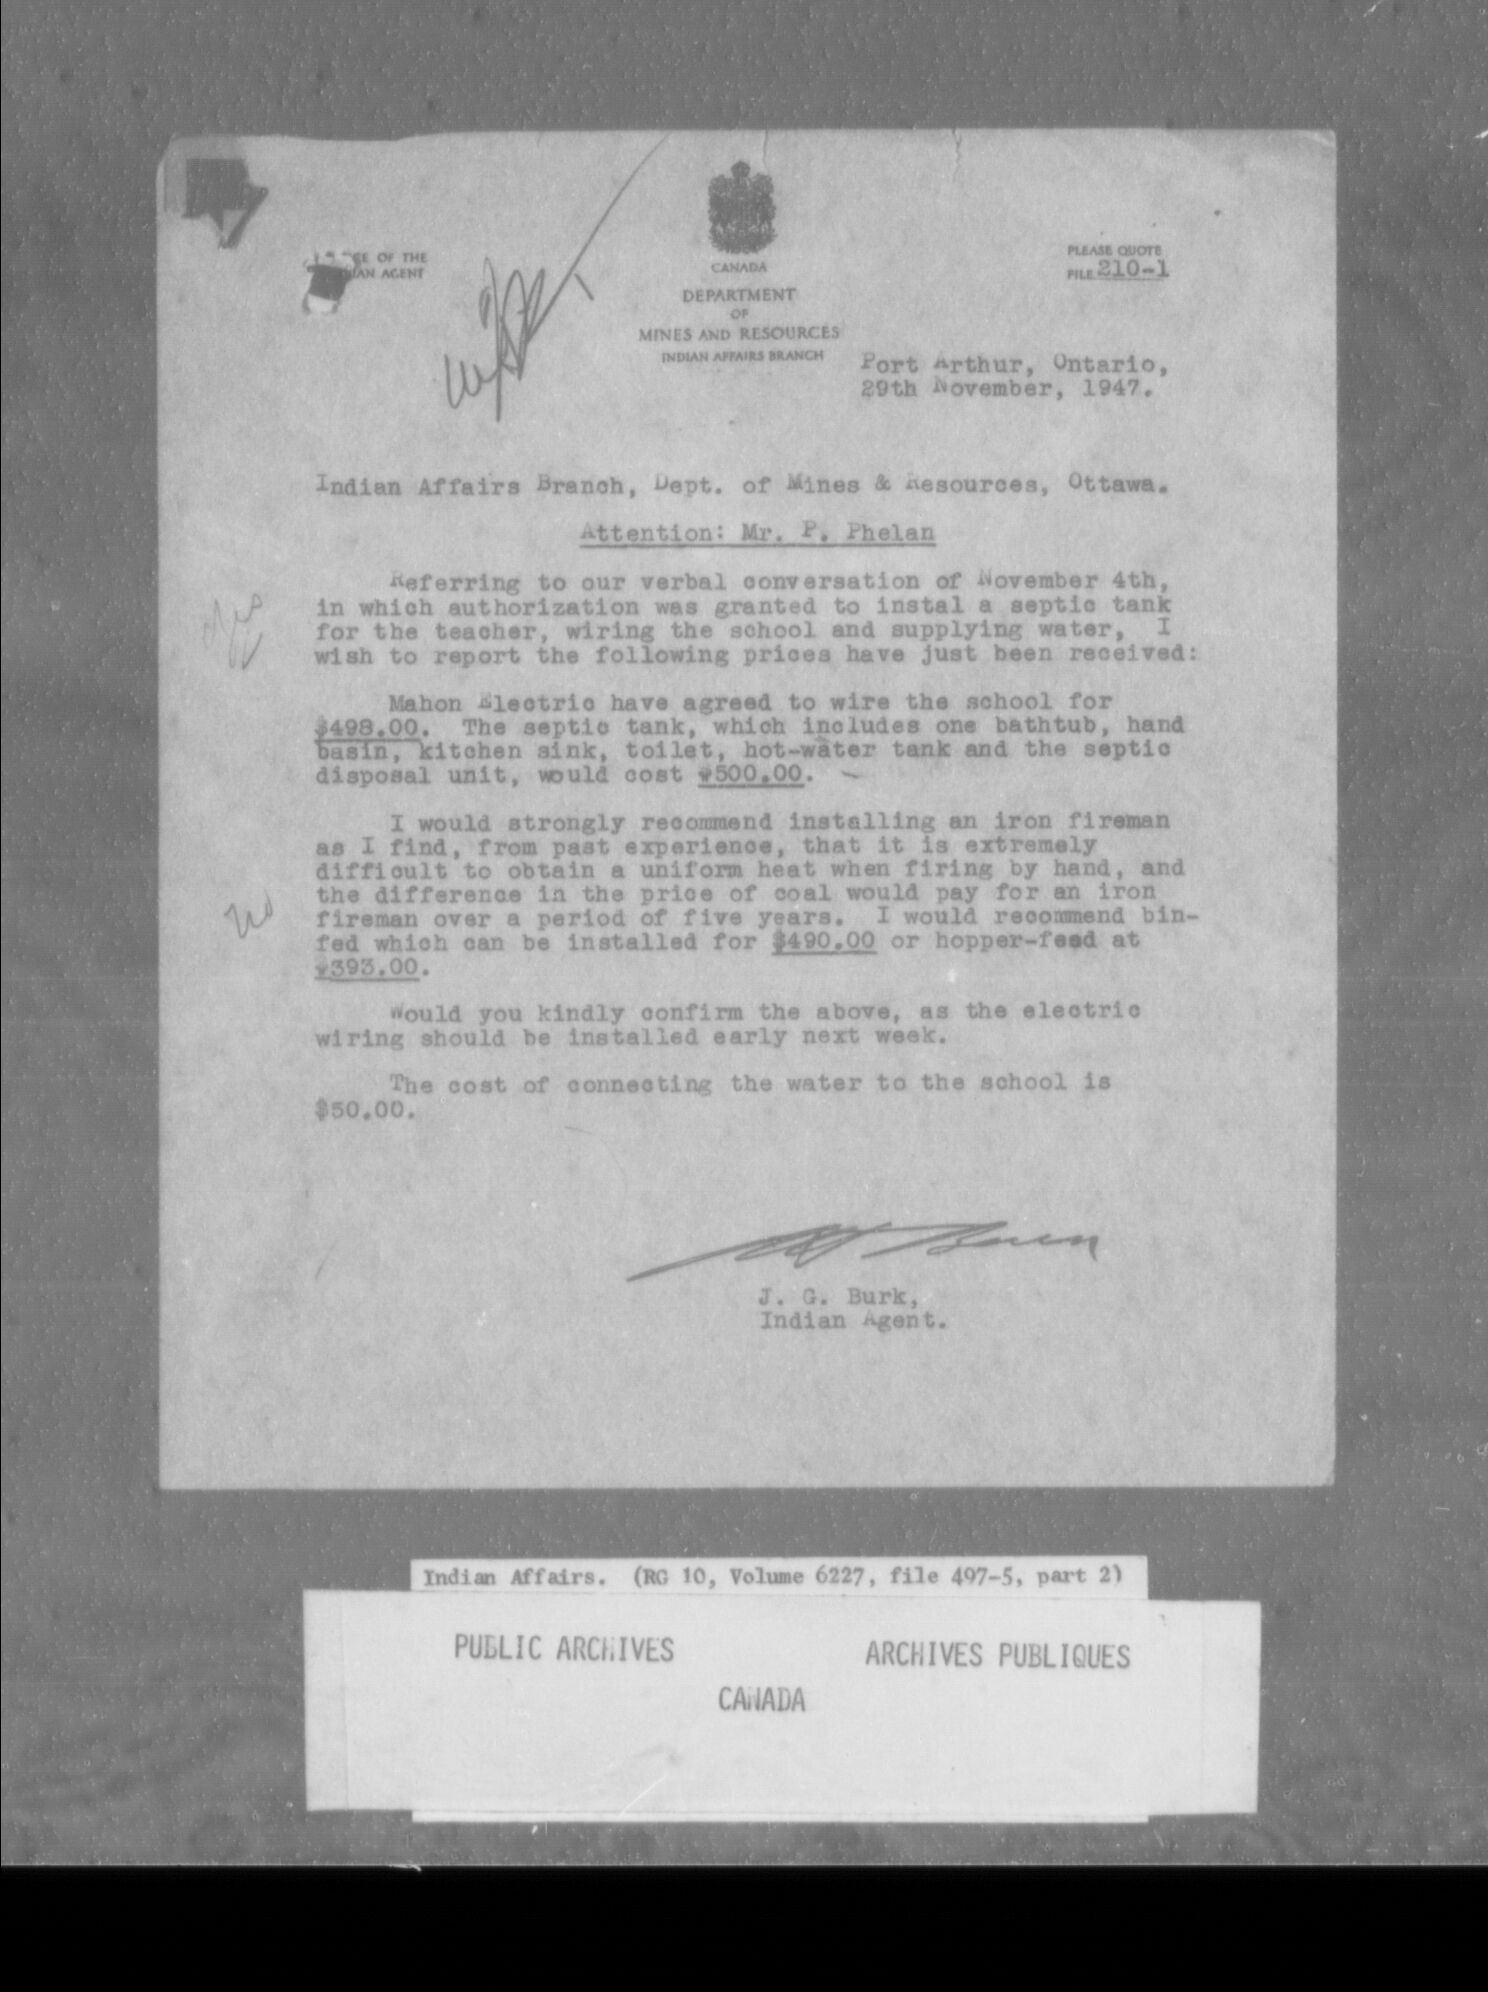 OFFICE OF THE
INDIAN AGENT
CANADA
DEPARTMENT
OF
MINES AND RESOURCES
INDIAN AFFAIRS BRANCH
PLEASE QUOTE
FILE 210-1
Port Arthur, Ontario,
29th November, 1947.
Indian Affairs Branch, Dept. of Mines & Resources, Ottawa.
Attention: Mr. P. Phelan
Referring to our verbal conversation of November 4th,
in which authorization was granted to instal a septic tank
for the teacher, wiring the school and supplying water, I
wish to report the following prices have just been received:
yes
Mahon Electric have agreed to wire the school for
$498.00. The septic tank, which includes one bathtub, hand
basin, kitchen sink, toilet, hot-water tank and the septic
disposal unit, would cost $500.00.
I would strongly recommend installing an iron fireman
as I find, from past experience, that it is extremely
difficult to obtain a uniform heat when firing by hand, and
the difference in the price of coal would pay for an iron
fireman over a period of five years. I would recommend bin-
fed which can be installed for $490.00 or hopper-feed at
$393.00.
no
Would you kindly confirm the above, as the electric
wiring should be installed early next week.
The cost of connecting the water to the school is
$50.00.
J. G. Burk,
Indian Agent.
Indian Affairs. (RG 10, Volume 6227, file 497-5, part 2)
PUBLIC ARCHIVES ARCHIVES PUBLIQUES
CANADA